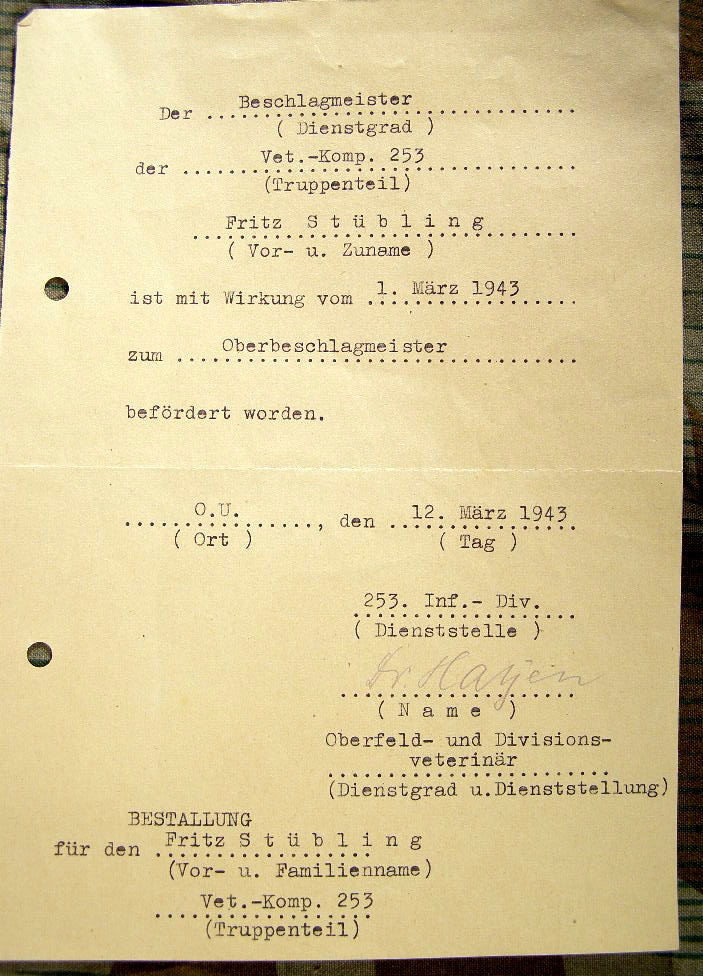 Der Beschlagmeister
( Dienstgrad )
der Vet.-Komp. 253
(Truppenteil)
Fritz S t ü b l i n g
( Vor- u. Zuname )
ist mit Wirkung vom 1. März 1943
zum Oberbeschlagmeister
befördert worden.
O.U. , den 12. März 1943
( Ort ) ( Tag )
253. Inf.- Div.
( Dienststelle )
Dr.
( N a m e )
Oberfeld- und Divisions-
veterinär
(Dienstgrad u.Dienststellung)
BESTALLUNG
für den Fritz S t ü b l i n g
(Vor- u. Familienname)
Vet.-Komp. 253
(Truppenteil)